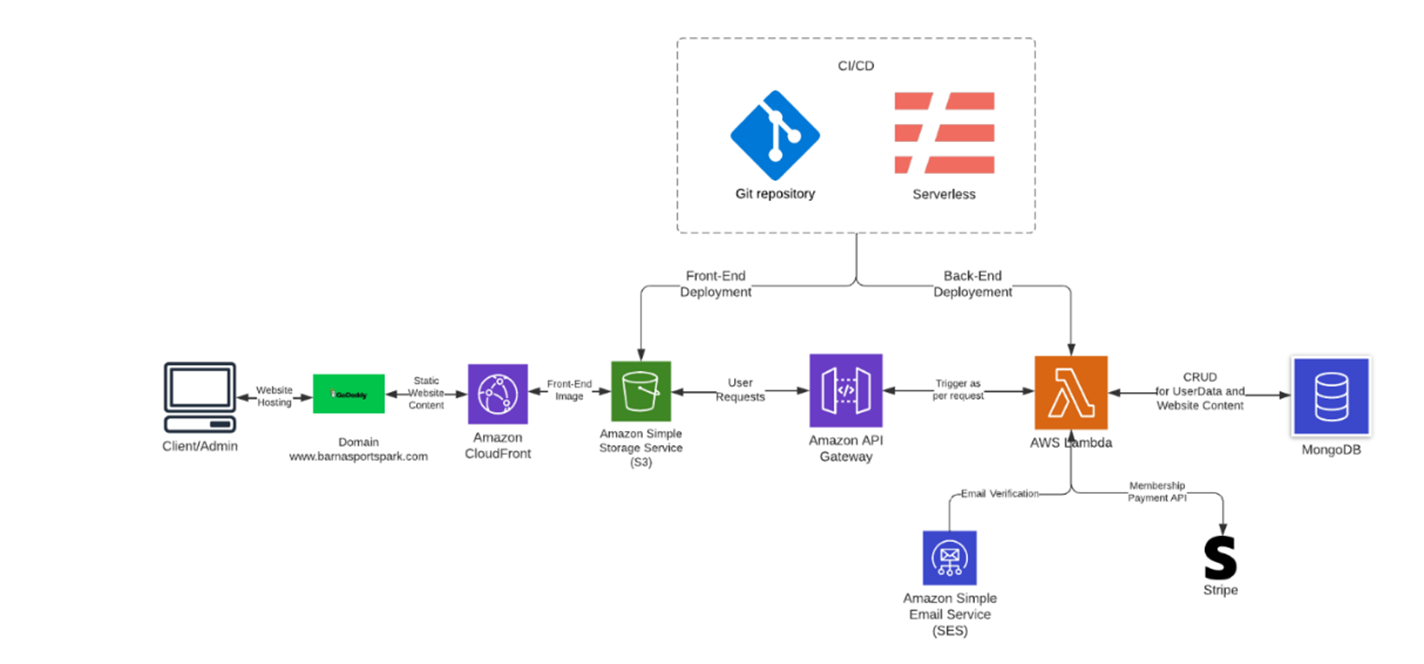 CI/CD
Git repository
Serverless
Front-End
Deployment
Back-End
Deployement
Website
Hosting
GoDaddy
Static
Website
Content
Front-End
Image
User
Requests
Trigger as
per request
CRUD
for UserData and
Website Content
Client/Admin
Domain
www.barnasportspark.com
Amazon
CloudFront
Amazon Simple
Storage Service
(S3)
Amazon API
Gateway
AWS Lambda
MongoDB
Email Verification
Membership
Payment API
Amazon Simple
Email Service
(SES)
Stripe